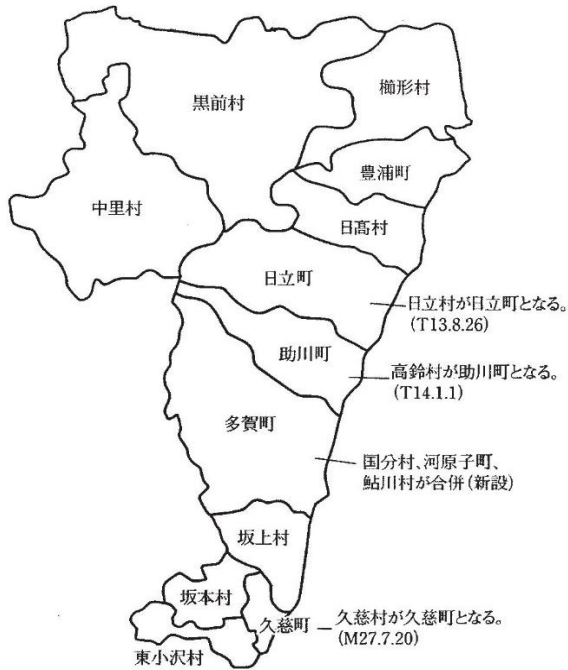 黒前村
櫛形村
豊浦町
中里村
日髙村
日立町
日立村が日立町となる。
(T13.8.26)
助川町
高鈴村が助川町となる。
(T14.1.1)
多賀町
国分村、河原子町、
鮎川村が合併(新設)
坂上村
坂本村
久慈町
久慈村が久慈町となる。
(M27.7.20)
東小沢村